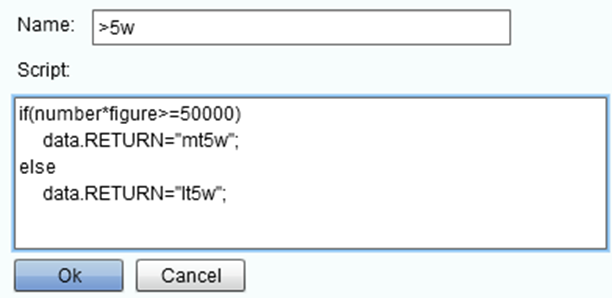 Name: >5w
Script:
if(number*figure>=50000)
data.RETURN="mt5w";
else
data.RETURN="lt5w";
Ok Cancel